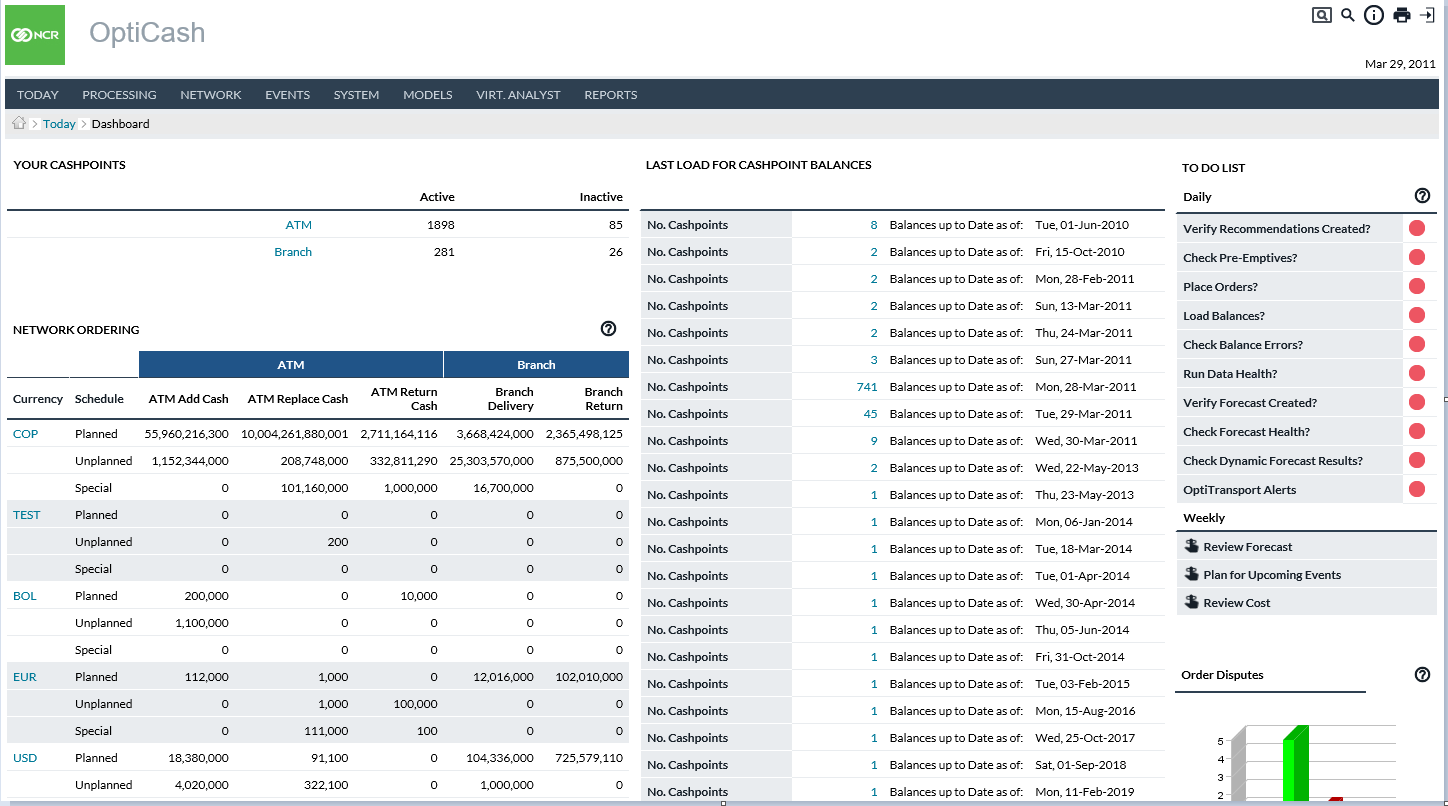 NCR
OptiCash
Mar 29, 2011
TODAY PROCESSING NETWORK EVENTS SYSTEM MODELS VIRT. ANALYST REPORTS
> Today > Dashboard
YOUR CASHPOINTS
Active Inactive
ATM 1898 85
Branch 281 26
NETWORK ORDERING
ATM Branch
Currency Schedule ATM Add Cash ATM Replace Cash ATM Return Cash Branch Delivery Branch Return
COP Planned 55,960,216,300 10,004,261,880,001 2,711,164,116 3,668,424,000 2,365,498,125
Unplanned 1,152,344,000 208,748,000 332,811,290 25,303,570,000 875,500,000
Special 0 101,160,000 1,000,000 16,700,000 0
TEST Planned 0 0 0 0 0
Unplanned 0 200 0 0 0
Special 0 0 0 0 0
BOL Planned 200,000 0 10,000 0 0
Unplanned 1,100,000 0 0 0 0
Special 0 0 0 0 0
EUR Planned 112,000 1,000 0 12,016,000 102,010,000
Unplanned 0 1,000 100,000 0 0
Special 0 111,000 100 0 0
USD Planned 18,380,000 91,100 0 104,336,000 725,579,110
Unplanned 4,020,000 322,100 0 1,000,000 0
LAST LOAD FOR CASHPOINT BALANCES
No. Cashpoints 8 Balances up to Date as of: Tue, 01-Jun-2010
No. Cashpoints 2 Balances up to Date as of: Fri, 15-Oct-2010
No. Cashpoints 2 Balances up to Date as of: Mon, 28-Feb-2011
No. Cashpoints 2 Balances up to Date as of: Sun, 13-Mar-2011
No. Cashpoints 2 Balances up to Date as of: Thu, 24-Mar-2011
No. Cashpoints 3 Balances up to Date as of: Sun, 27-Mar-2011
No. Cashpoints 741 Balances up to Date as of: Mon, 28-Mar-2011
No. Cashpoints 45 Balances up to Date as of: Tue, 29-Mar-2011
No. Cashpoints 9 Balances up to Date as of: Wed, 30-Mar-2011
No. Cashpoints 2 Balances up to Date as of: Wed, 22-May-2013
No. Cashpoints 1 Balances up to Date as of: Thu, 23-May-2013
No. Cashpoints 1 Balances up to Date as of: Mon, 06-Jan-2014
No. Cashpoints 1 Balances up to Date as of: Tue, 18-Mar-2014
No. Cashpoints 1 Balances up to Date as of: Tue, 01-Apr-2014
No. Cashpoints 1 Balances up to Date as of: Wed, 30-Apr-2014
No. Cashpoints 1 Balances up to Date as of: Thu, 05-Jun-2014
No. Cashpoints 1 Balances up to Date as of: Fri, 31-Oct-2014
No. Cashpoints 1 Balances up to Date as of: Tue, 03-Feb-2015
No. Cashpoints 1 Balances up to Date as of: Mon, 15-Aug-2016
No. Cashpoints 1 Balances up to Date as of: Wed, 25-Oct-2017
No. Cashpoints 1 Balances up to Date as of: Sat, 01-Sep-2018
No. Cashpoints 1 Balances up to Date as of: Mon, 11-Feb-2019
TO DO LIST
Daily
Verify Recommendations Created?
Check Pre-Emptives?
Place Orders?
Load Balances?
Check Balance Errors?
Run Data Health?
Verify Forecast Created?
Check Forecast Health?
Check Dynamic Forecast Results?
OptiTransport Alerts
Weekly
Review Forecast
Plan for Upcoming Events
Review Cost
Order Disputes
5
4
3
2